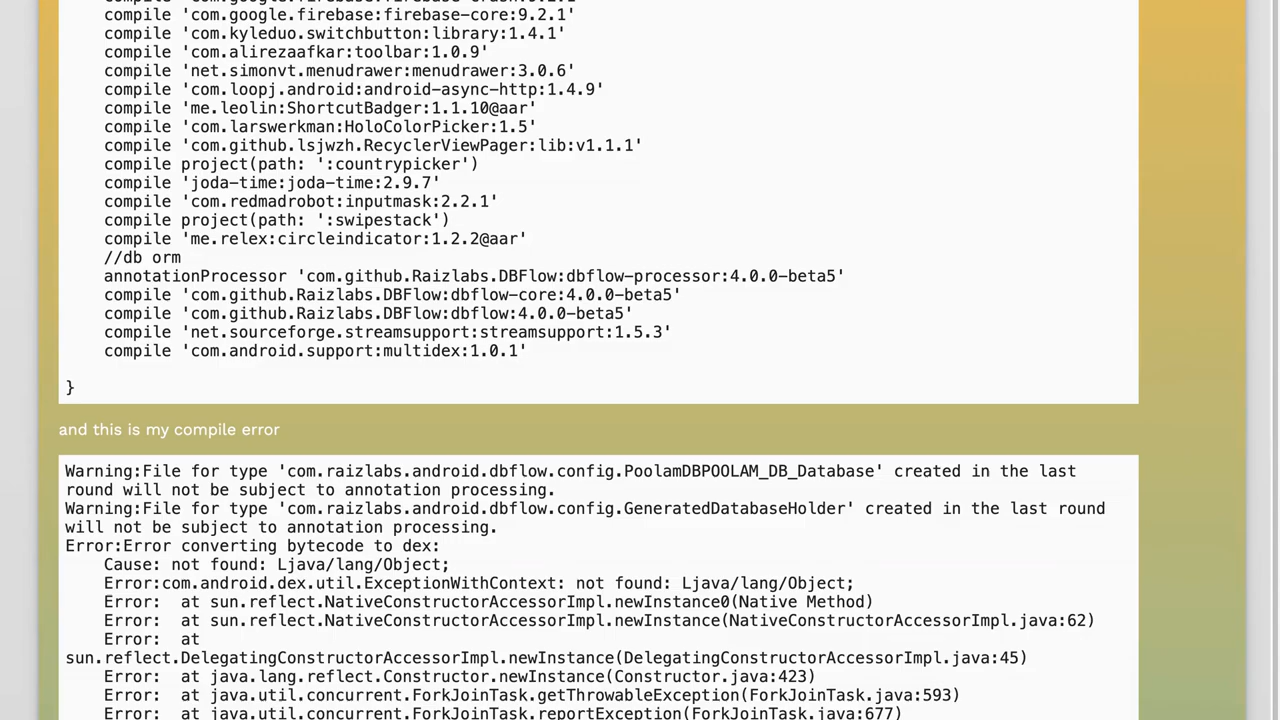 compile 'com.google.firebase:firebase-core:9.2.1'
compile 'com.kyleduo.switchbutton:library:1.4.1'
compile 'com.alirezaafkar:toolbar:1.0.9'
compile 'net.simonvt.menudrawer:menudrawer:3.0.6'
compile 'com.loopj.android:android-async-http:1.4.9'
compile 'me.leolin:ShortcutBadger:1.1.10@aar'
compile 'com.larswerkman:HoloColorPicker:1.5'
compile 'com.github.lsjwzh.RecyclerViewPager:lib:v1.1.1'
compile project(path: ':countrypicker')
compile 'joda-time:joda-time:2.9.7'
compile 'com.redmadrobot:inputmask:2.2.1'
compile project(path: ':swipestack')
compile 'me.relex:circleindicator:1.2.2@aar'
//db orm
annotationProcessor 'com.github.Raizlabs.DBFlow:dbflow-processor:4.0.0-beta5'
compile 'com.github.Raizlabs.DBFlow:dbflow-core:4.0.0-beta5'
compile 'com.github.Raizlabs.DBFlow:dbflow:4.0.0-beta5'
compile 'net.sourceforge.streamsupport:streamsupport:1.5.3'
compile 'com.android.support:multidex:1.0.1'
}
and this is my compile error
Warning:File for type 'com.raizlabs.android.dbflow.config.PoolamDBPOOLAM_DB_Database' created in the last
round will not be subject to annotation processing.
Warning:File for type 'com.raizlabs.android.dbflow.config.GeneratedDatabaseHolder' created in the last round
will not be subject to annotation processing.
Error:Error converting bytecode to dex:
Cause: not found: Ljava/lang/Object;
Error:com.android.dex.util.ExceptionWithContext: not found: Ljava/lang/Object;
Error:  at sun.reflect.NativeConstructorAccessorImpl.newInstance0(Native Method)
Error:  at sun.reflect.NativeConstructorAccessorImpl.newInstance(NativeConstructorAccessorImpl.java:62)
Error:  at
sun.reflect.DelegatingConstructorAccessorImpl.newInstance(DelegatingConstructorAccessorImpl.java:45)
Error:  at java.lang.reflect.Constructor.newInstance(Constructor.java:423)
Error:  at java.util.concurrent.ForkJoinTask.getThrowableException(ForkJoinTask.java:593)
Error:  at java.util.concurrent.ForkJoinTask.reportException(ForkJoinTask.java:677)